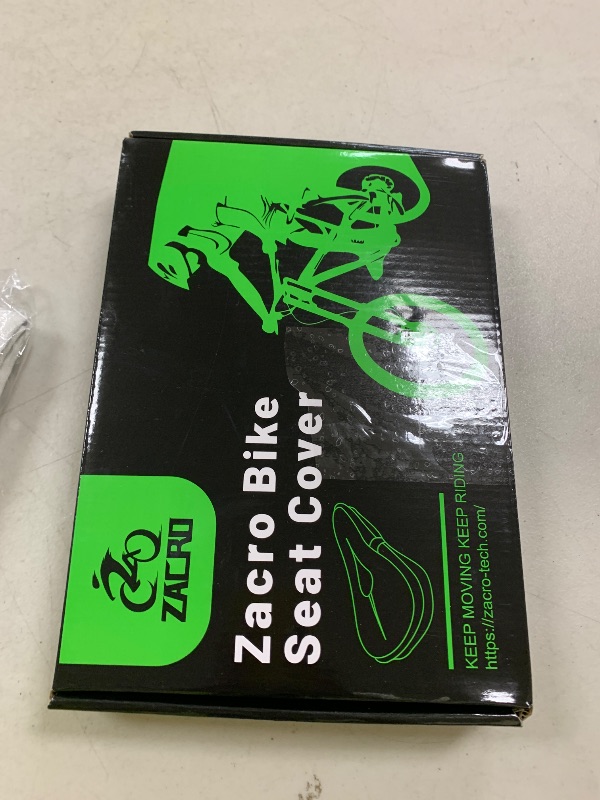 ZACRO
Zacro Bike
Seat Cover
KEEP MOVING KEEP RIDING
https://zacro-tech.com/